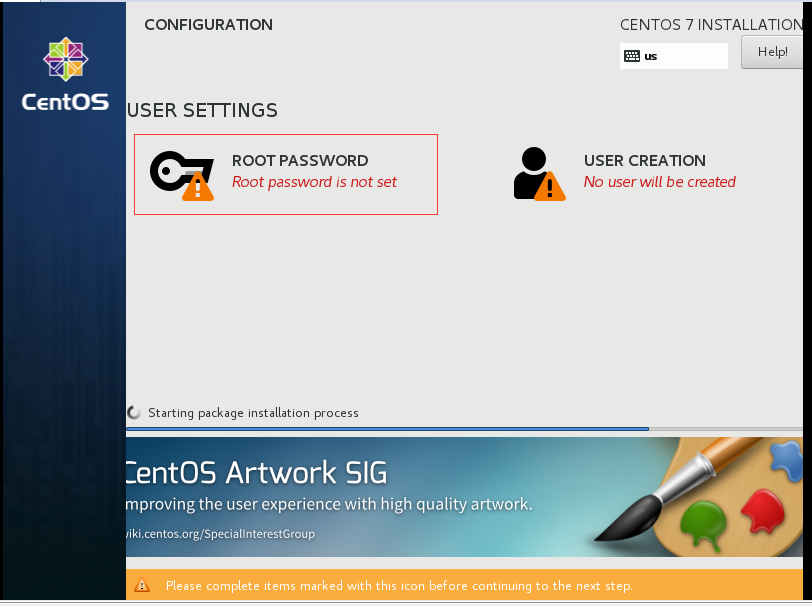 CONFIGURATION
CENTOS 7 INSTALLATION
us
Help!
CentOS
USER SETTINGS
ROOT PASSWORD
Root password is not set
USER CREATION
No user will be created
Starting package installation process
CentOS Artwork SIG
mproving the user experience with high quality artwork.
wiki.centos.org/SpecialInterestGroup
Please complete items marked with this icon before continuing to the next step.